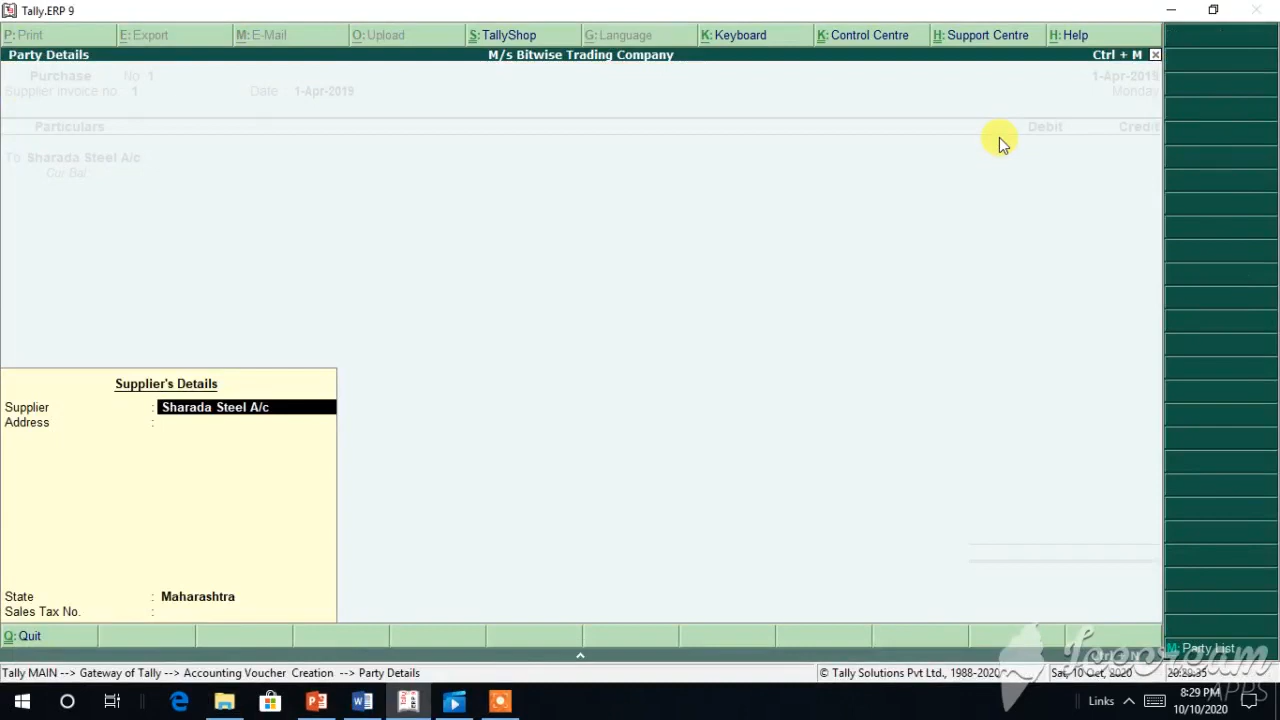 Tally.ERP 9
P: Print E: Export M: E-Mail O: Upload S: TallyShop G: Language K: Keyboard K: Control Centre H: Support Centre H: Help
Party Details M/s Bitwise Trading Company Ctrl + M
Purchase No 1 1-Apr-2019
Supplier invoice no. 1 Date 1-Apr-2019 Monday
Particulars Debit Credit
To Sharada Steel A/c
Cur Bal
Supplier's Details
Supplier : Sharada Steel A/c
Address :
State : Maharashtra
Sales Tax No. :
Q: Quit
M: Party List
Tally MAIN --> Gateway of Tally --> Accounting Voucher Creation --> Party Details © Tally Solutions Pvt Ltd., 1988-2020 Sat, 10 Oct, 2020
Icecream
APPS
Links 8:29 PM
10/10/2020